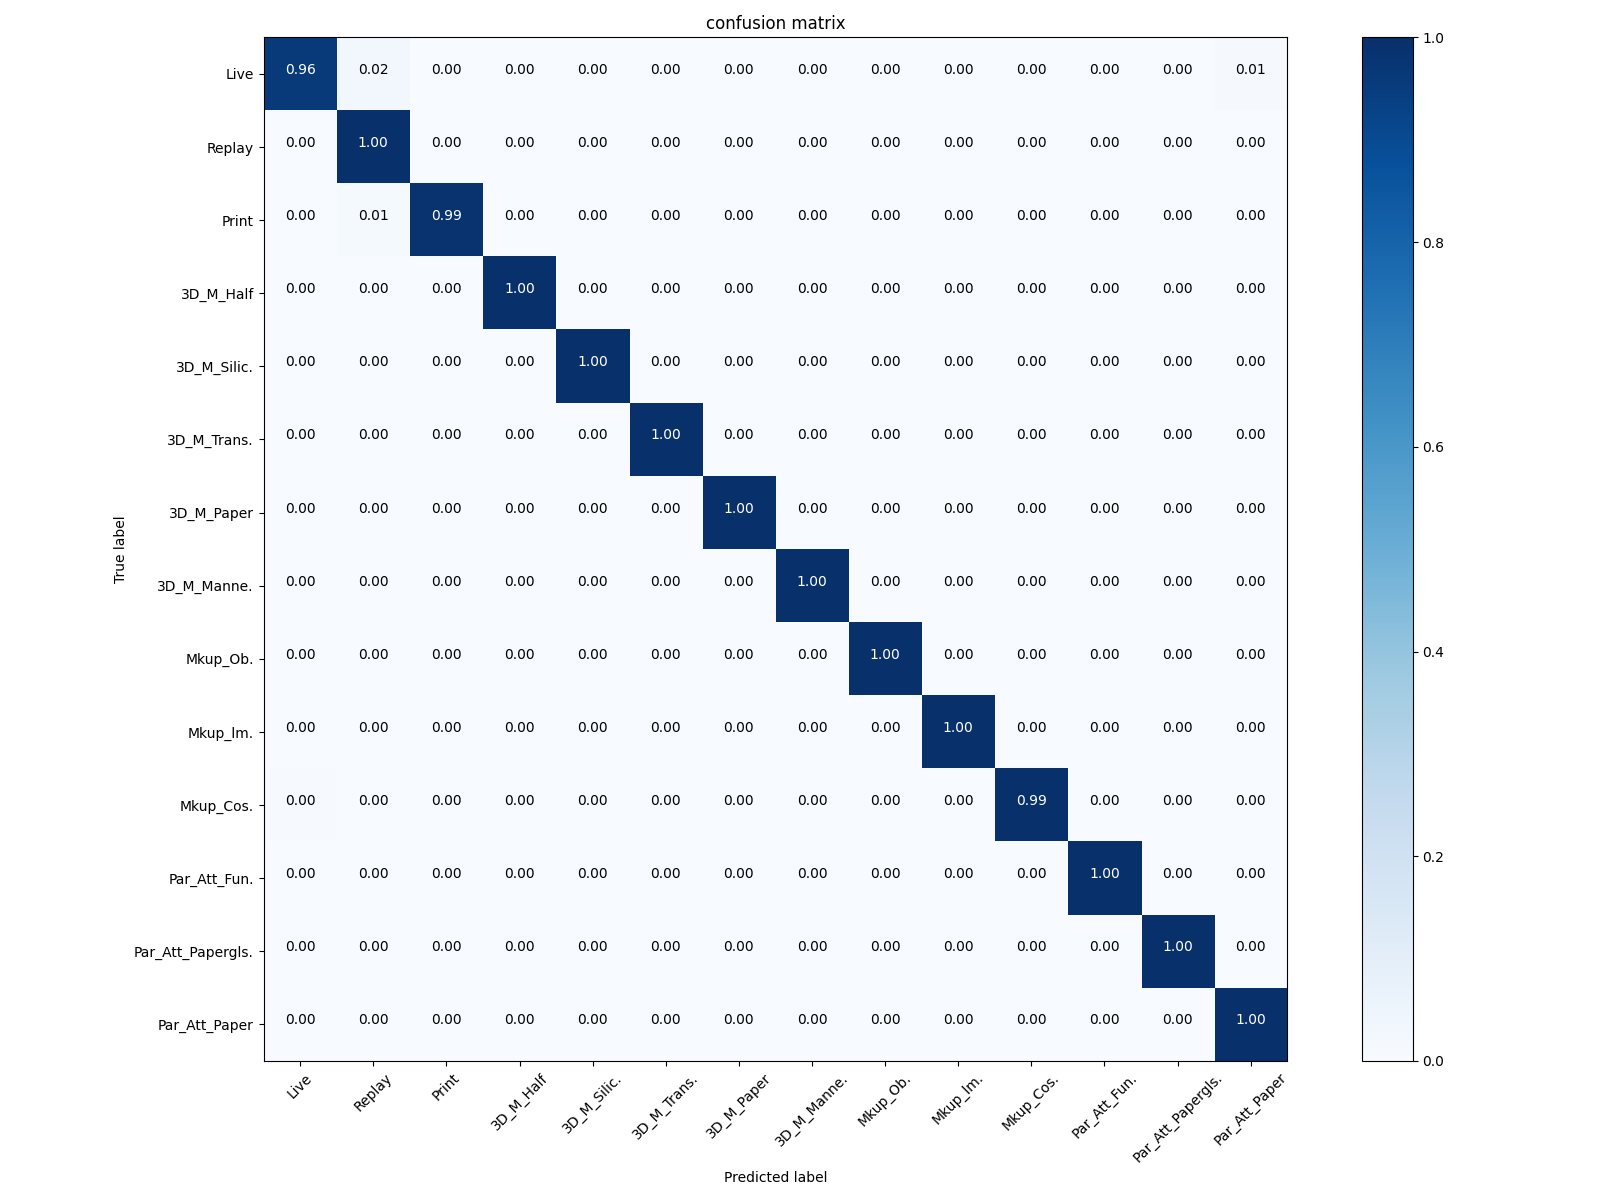 confusion matrix
Live 0.96 0.02 0.00 0.00 0.00 0.00 0.00 0.00 0.00 0.00 0.00 0.00 0.00 0.01
Replay 0.00 1.00 0.00 0.00 0.00 0.00 0.00 0.00 0.00 0.00 0.00 0.00 0.00 0.00
Print 0.00 0.01 0.99 0.00 0.00 0.00 0.00 0.00 0.00 0.00 0.00 0.00 0.00 0.00
3D_M_Half 0.00 0.00 0.00 1.00 0.00 0.00 0.00 0.00 0.00 0.00 0.00 0.00 0.00 0.00
3D_M_Silic. 0.00 0.00 0.00 0.00 1.00 0.00 0.00 0.00 0.00 0.00 0.00 0.00 0.00 0.00
3D_M_Trans. 0.00 0.00 0.00 0.00 0.00 1.00 0.00 0.00 0.00 0.00 0.00 0.00 0.00 0.00
3D_M_Paper 0.00 0.00 0.00 0.00 0.00 0.00 1.00 0.00 0.00 0.00 0.00 0.00 0.00 0.00
3D_M_Manne. 0.00 0.00 0.00 0.00 0.00 0.00 0.00 1.00 0.00 0.00 0.00 0.00 0.00 0.00
Mkup_Ob. 0.00 0.00 0.00 0.00 0.00 0.00 0.00 0.00 1.00 0.00 0.00 0.00 0.00 0.00
Mkup_lm. 0.00 0.00 0.00 0.00 0.00 0.00 0.00 0.00 0.00 1.00 0.00 0.00 0.00 0.00
Mkup_Cos. 0.00 0.00 0.00 0.00 0.00 0.00 0.00 0.00 0.00 0.00 0.99 0.00 0.00 0.00
Par_Att_Fun. 0.00 0.00 0.00 0.00 0.00 0.00 0.00 0.00 0.00 0.00 0.00 1.00 0.00 0.00
Par_Att_Papergls. 0.00 0.00 0.00 0.00 0.00 0.00 0.00 0.00 0.00 0.00 0.00 0.00 1.00 0.00
Par_Att_Paper 0.00 0.00 0.00 0.00 0.00 0.00 0.00 0.00 0.00 0.00 0.00 0.00 0.00 1.00
Live Replay Print 3D_M_Half 3D_M_Silic. 3D_M_Trans. 3D_M_Paper 3D_M_Manne. Mkup_Ob. Mkup_lm. Mkup_Cos. Par_Att_Fun. Par_Att_Papergls. Par_Att_Paper
Predicted label
True label
1.0
0.8
0.6
0.4
0.2
0.0